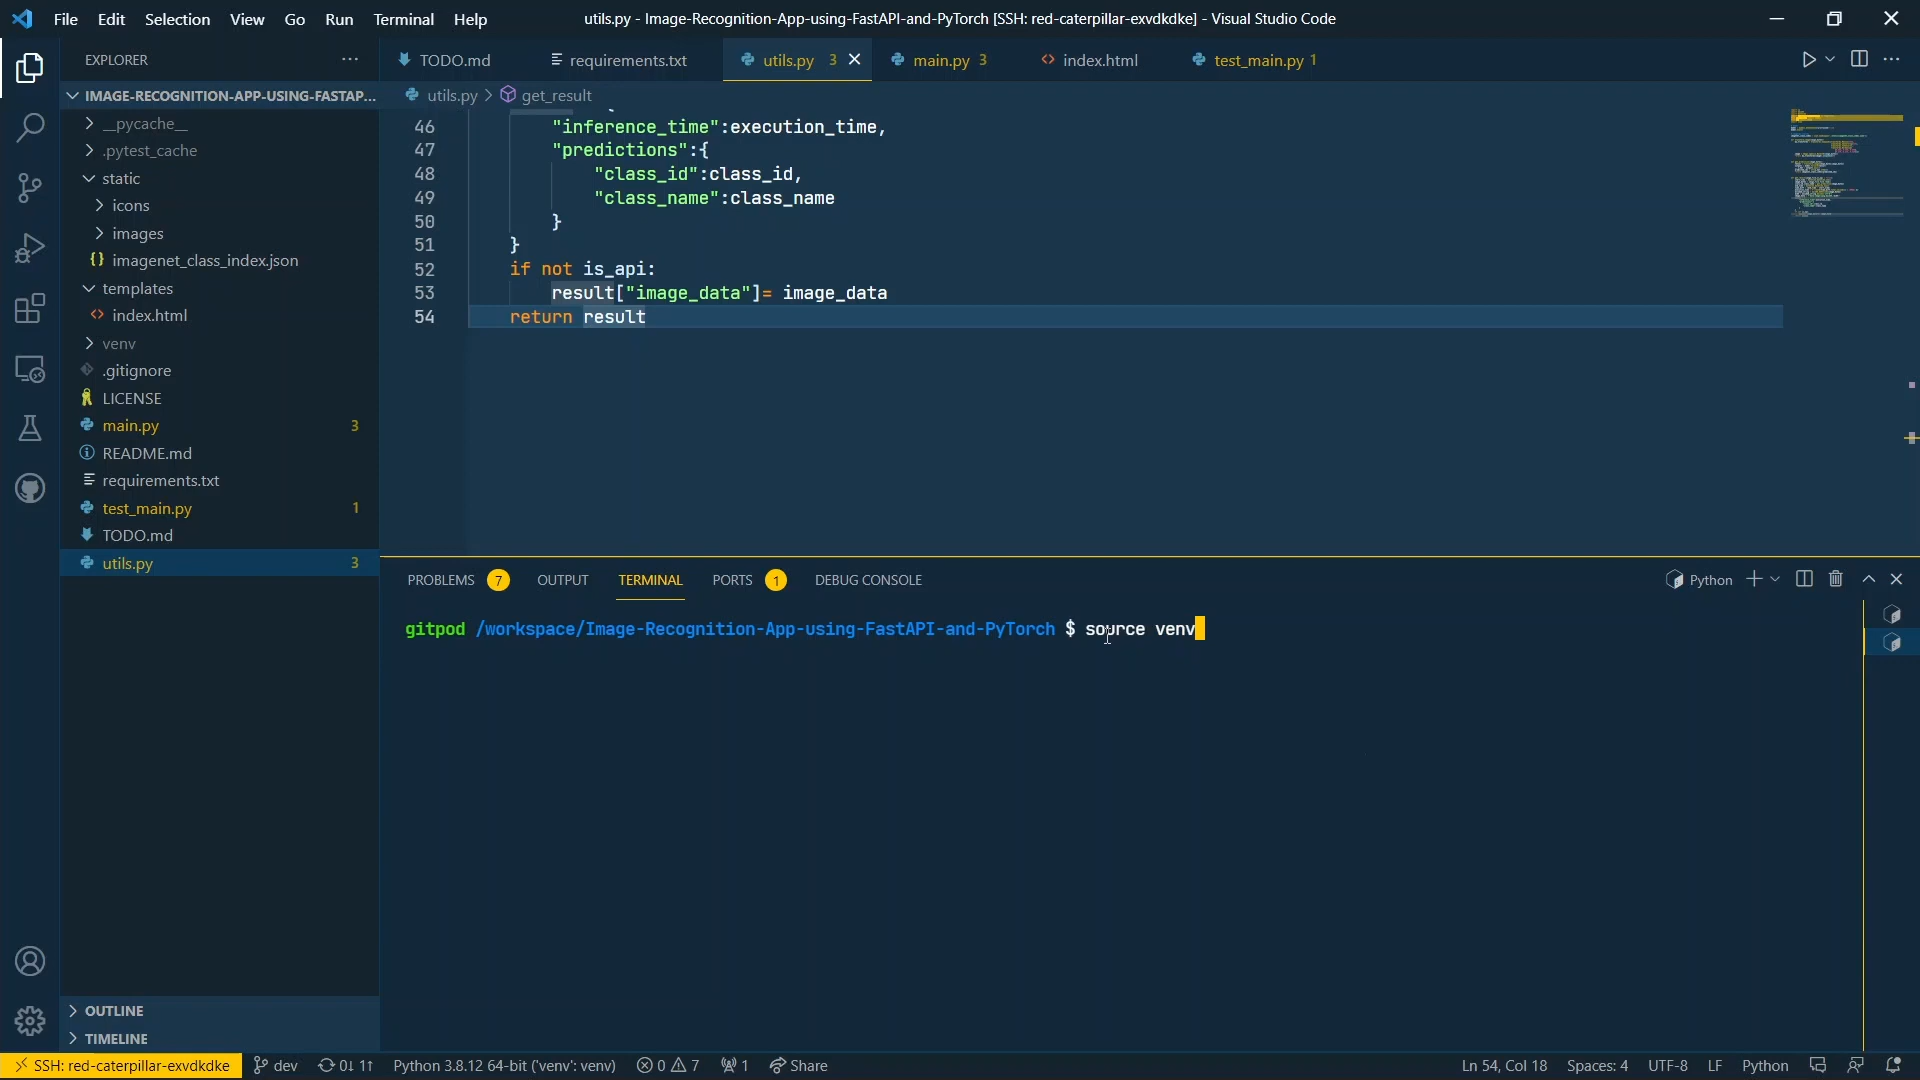 File Edit Selection View Go Run Terminal Help
utils.py - Image-Recognition-App-using-FastAPI-and-PyTorch [SSH: red-caterpillar-exvdkdke] - Visual Studio Code
EXPLORER
TODO.md
requirements.txt
utils.py 3
main.py 3
index.html
test_main.py 1
IMAGE-RECOGNITION-APP-USING-FASTAP...
__pycache__
.pytest_cache
static
icons
images
imagenet_class_index.json
templates
index.html
venv
.gitignore
LICENSE
main.py 3
README.md
requirements.txt
test_main.py 1
TODO.md
utils.py 3
OUTLINE
TIMELINE
utils.py > get_result
46 "inference_time":execution_time,
47 "predictions":{
48 "class_id":class_id,
49 "class_name":class_name
50 }
51 }
52 if not is_api:
53 result["image_data"]= image_data
54 return result
PROBLEMS 7 OUTPUT TERMINAL PORTS 1 DEBUG CONSOLE
Python
gitpod /workspace/Image-Recognition-App-using-FastAPI-and-PyTorch $ source venv
SSH: red-caterpillar-exvdkdke dev 0↓ 1↑ Python 3.8.12 64-bit ('venv': venv) 0 7 1 Share
Ln 54, Col 18 Spaces: 4 UTF-8 LF Python